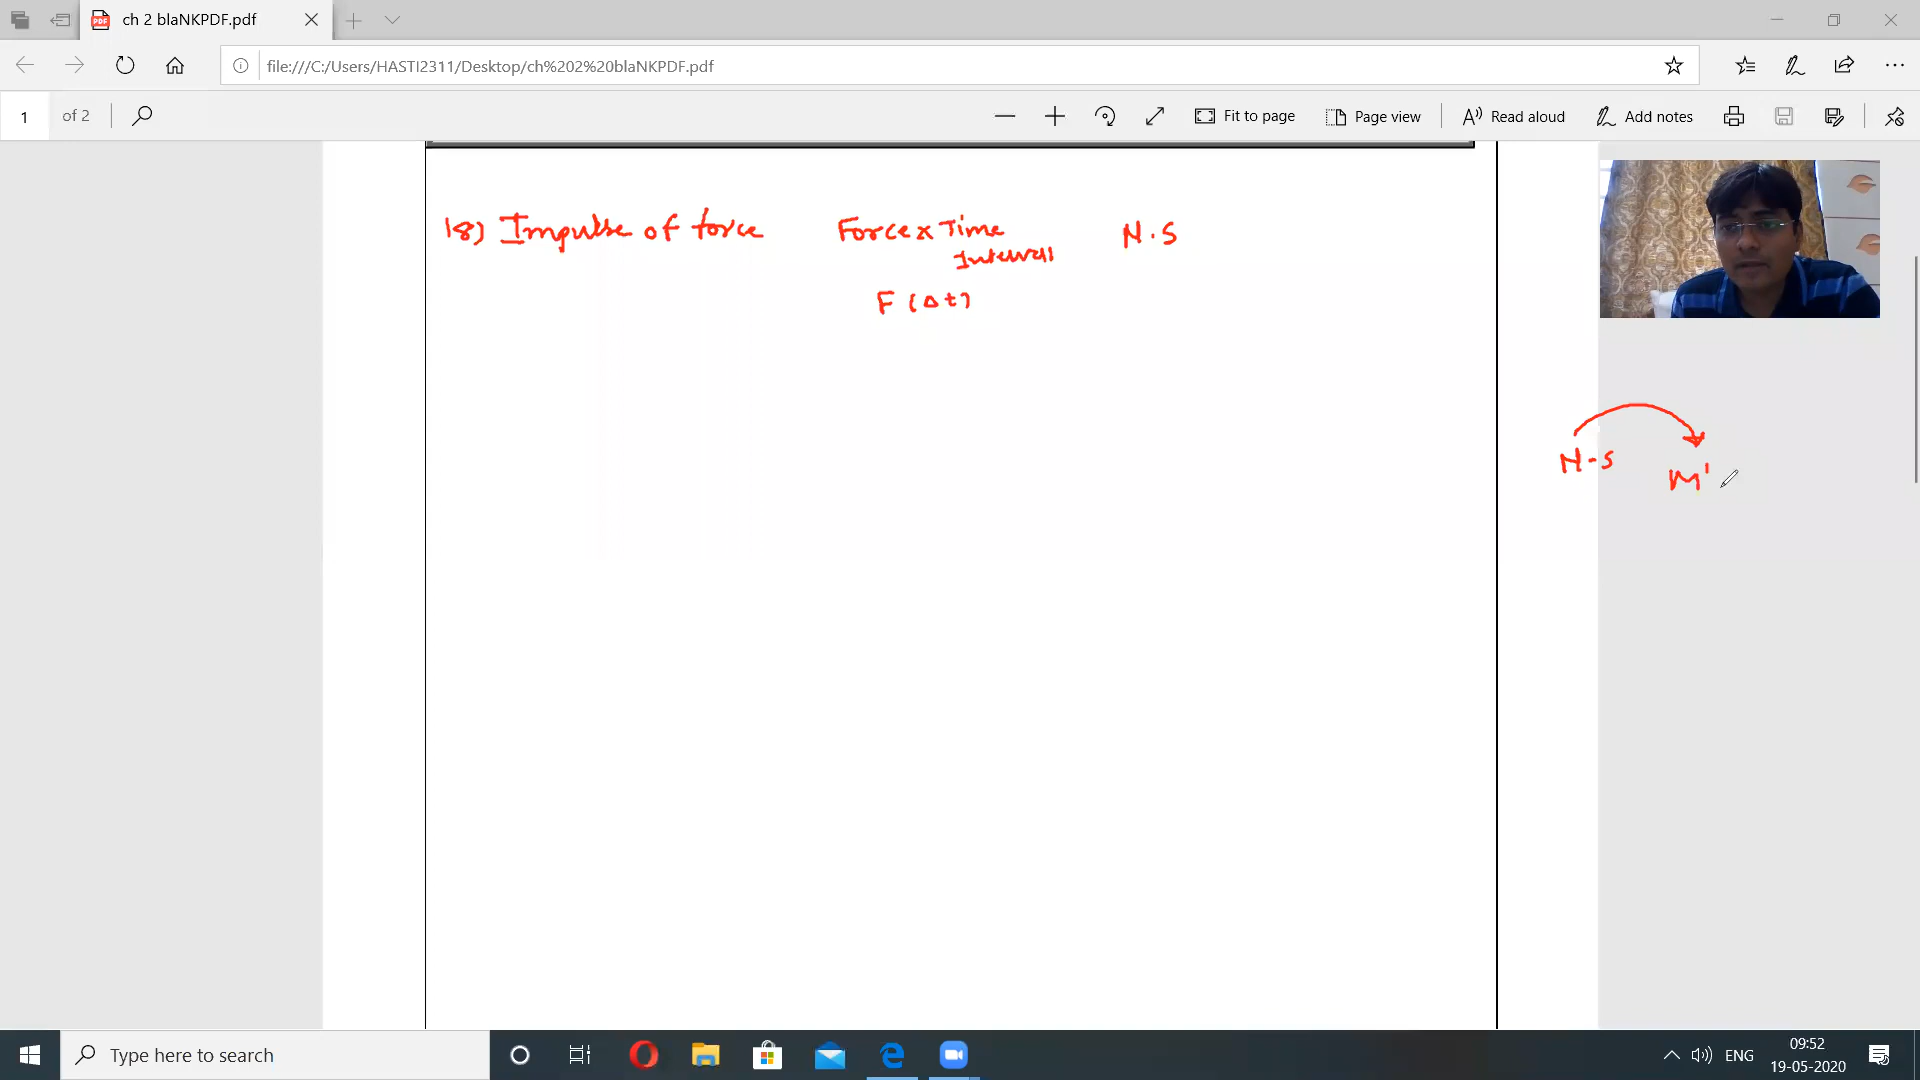 ch 2 blaNKPDF.pdf
file:///C:/Users/HASTI2311/Desktop/ch%202%20blaNKPDF.pdf
1 of 2 Fit to page Page view Read aloud Add notes
18) Impulse of force Force x Time N.S
Interval
F (Δt)
N-S
M'
Type here to search
ENG
09:52
19-05-2020